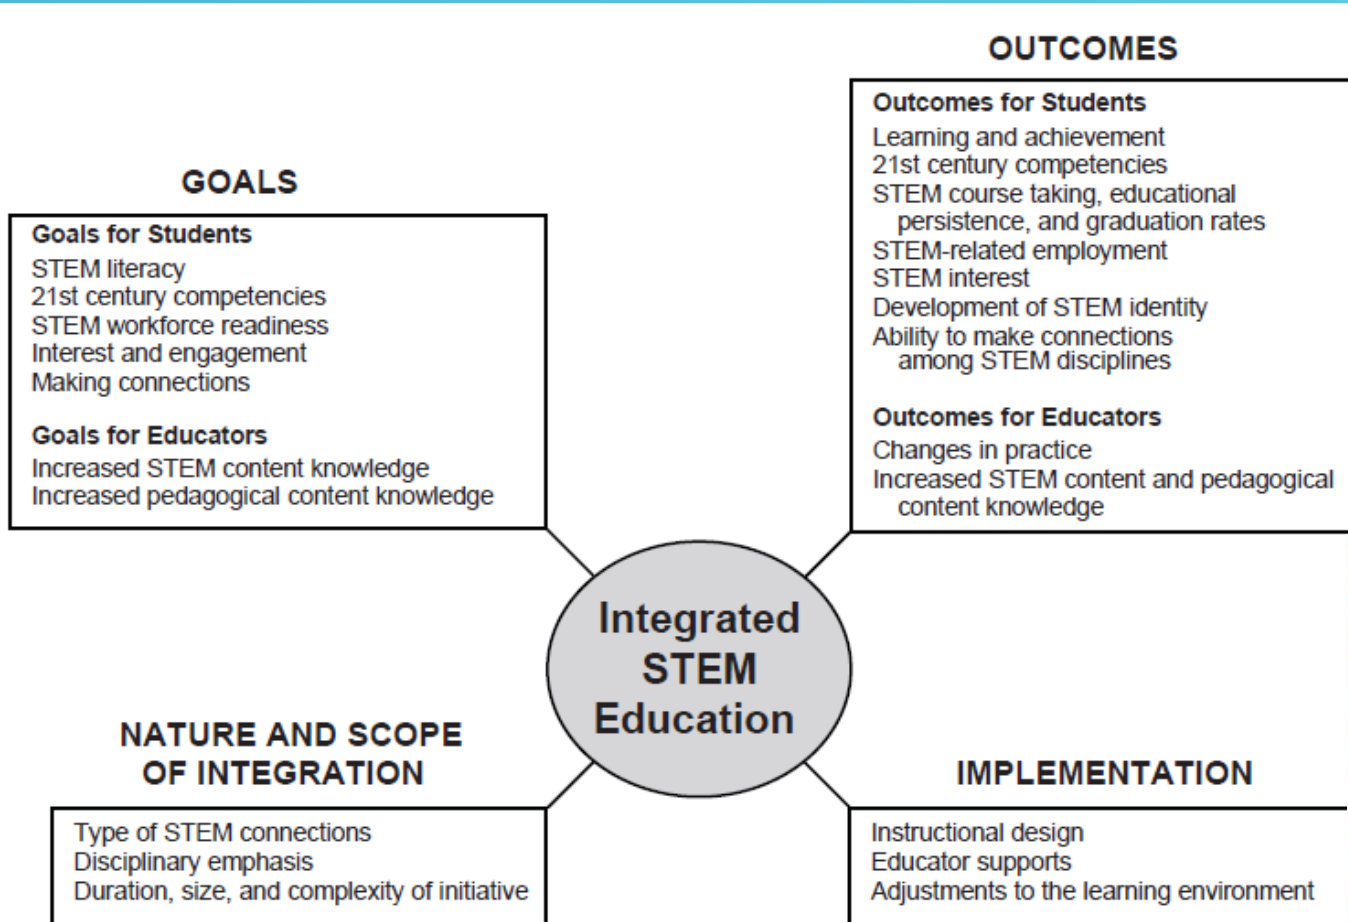 OUTCOMES
Outcomes for Students
Learning and achievement
21st century competencies
STEM course taking, educational
persistence, and graduation rates
STEM-related employment
STEM interest
Development of STEM identity
Ability to make connections
among STEM disciplines
Outcomes for Educators
Changes in practice
Increased STEM content and pedagogical
content knowledge
GOALS
Goals for Students
STEM literacy
21st century competencies
STEM workforce readiness
Interest and engagement
Making connections
Goals for Educators
Increased STEM content knowledge
Increased pedagogical content knowledge
Integrated
STEM
Education
NATURE AND SCOPE
OF INTEGRATION
Type of STEM connections
Disciplinary emphasis
Duration, size, and complexity of initiative
IMPLEMENTATION
Instructional design
Educator supports
Adjustments to the learning environment